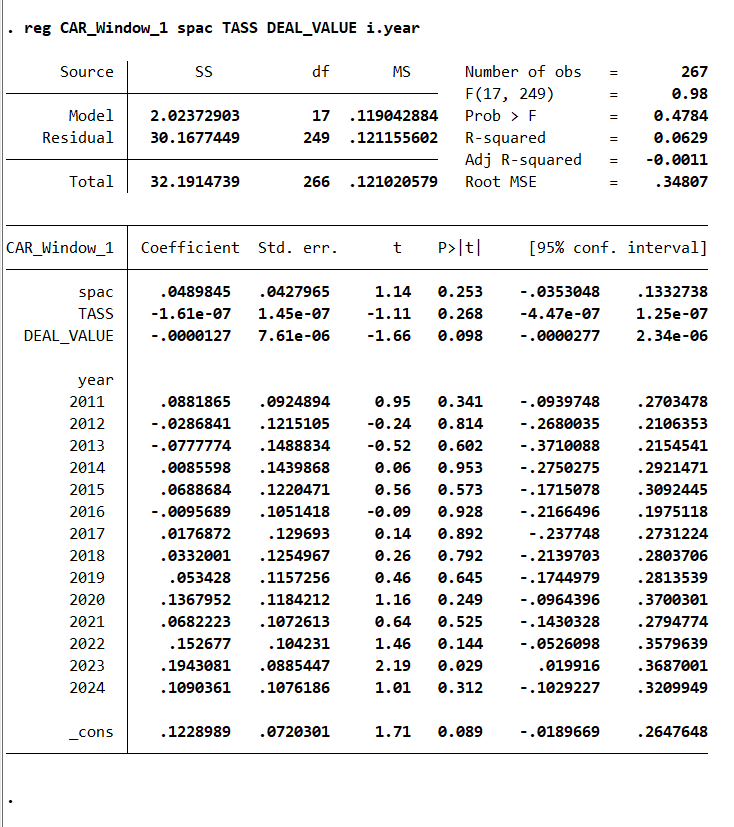 . reg CAR_Window_1 spac TASS DEAL_VALUE i.year
Source SS df MS Number of obs = 267
F(17, 249) = 0.98
Model 2.02372903 17 .119042884 Prob > F = 0.4784
Residual 30.1677449 249 .121155602 R-squared = 0.0629
Adj R-squared = -0.0011
Total 32.1914739 266 .121020579 Root MSE = .34807
CAR_Window_1 Coefficient Std. err. t P>|t| [95% conf. interval]
spac .0489845 .0427965 1.14 0.253 -.0353048 .1332738
TASS -1.61e-07 1.45e-07 -1.11 0.268 -4.47e-07 1.25e-07
DEAL_VALUE -.0000127 7.61e-06 -1.66 0.098 -.0000277 2.34e-06
year
2011 .0881865 .0924894 0.95 0.341 -.0939748 .2703478
2012 -.0286841 .1215105 -0.24 0.814 -.2680035 .2106353
2013 -.0777774 .1488834 -0.52 0.602 -.3710088 .2154541
2014 .0085598 .1439868 0.06 0.953 -.2750275 .2921471
2015 .0688684 .1220471 0.56 0.573 -.1715078 .3092445
2016 -.0095689 .1051418 -0.09 0.928 -.2166496 .1975118
2017 .0176872 .129693 0.14 0.892 -.237748 .2731224
2018 .0332001 .1254967 0.26 0.792 -.2139703 .2803706
2019 .053428 .1157256 0.46 0.645 -.1744979 .2813539
2020 .1367952 .1184212 1.16 0.249 -.0964396 .3700301
2021 .0682223 .1072613 0.64 0.525 -.1430328 .2794774
2022 .152677 .104231 1.46 0.144 -.0526098 .3579639
2023 .1943081 .0885447 2.19 0.029 .019916 .3687001
2024 .1090361 .1076186 1.01 0.312 -.1029227 .3209949
_cons .1228989 .0720301 1.71 0.089 -.0189669 .2647648
.